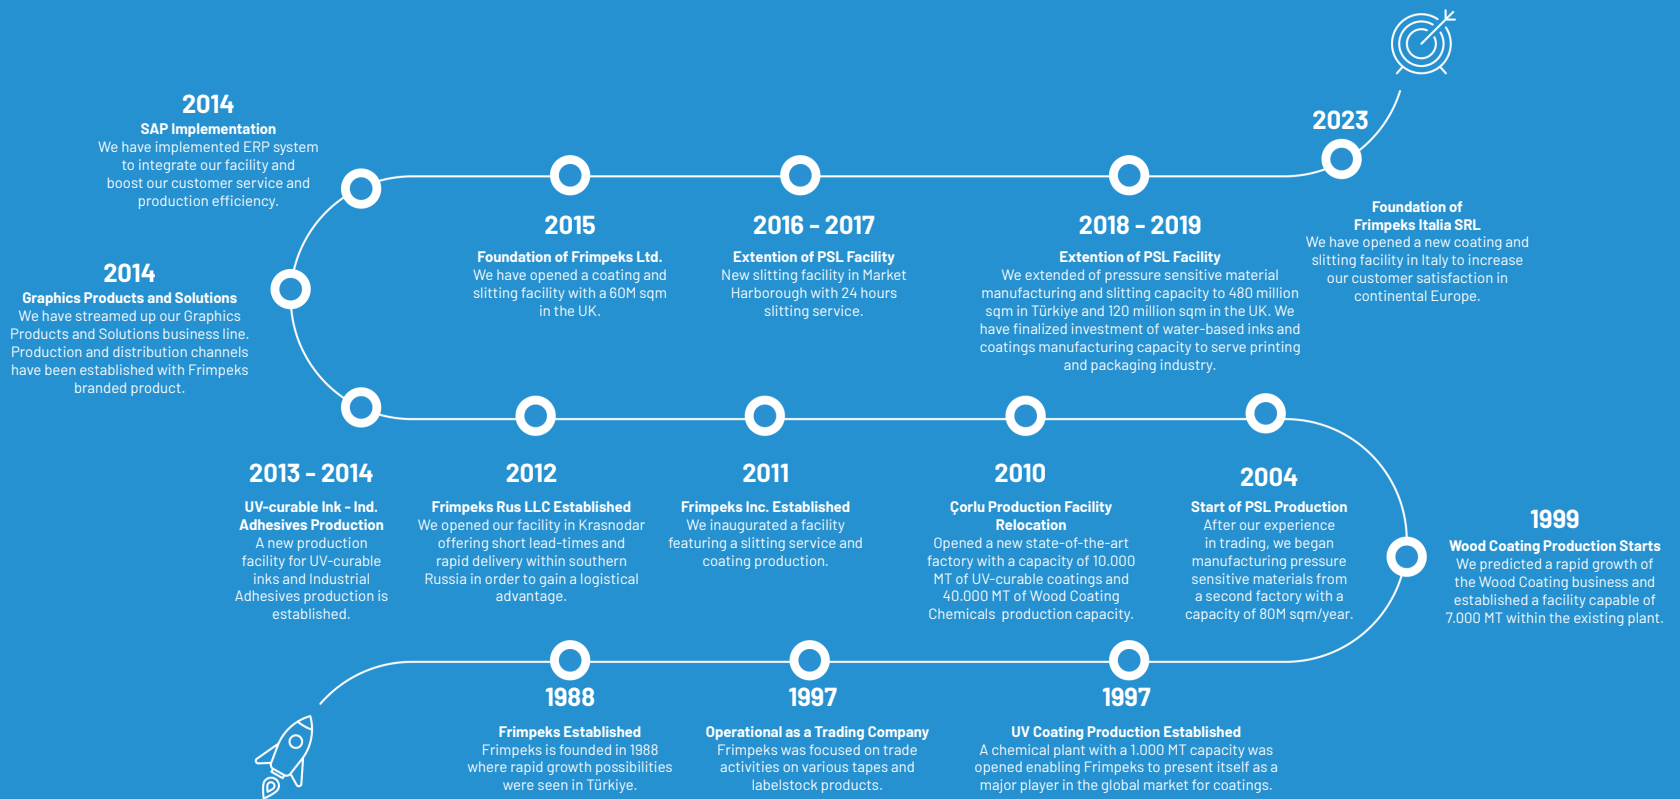 2014
SAP Implementation
We have implemented ERP system
to integrate our facility and
boost our customer service and
production efficiency.
2014
Graphics Products and Solutions
We have streamed up our Graphics
Products and Solutions business line.
Production and distribution channels
have been established with Frimpeks
branded product.
2015
Foundation of Frimpeks Ltd.
We have opened a coating and
slitting facility with a 60M sqm
in the UK.
2016 - 2017
Extention of PSL Facility
New slitting facility in Market
Harborough with 24 hours
slitting service.
2018 - 2019
Extention of PSL Facility
We extended of pressure sensitive material
manufacturing and slitting capacity to 480 million
sqm in Türkiye and 120 million sqm in the UK. We
have finalized investment of water-based inks and
coatings manufacturing capacity to serve printing
and packaging industry.
2023
Foundation of
Frimpeks Italia SRL
We have opened a new coating and
slitting facility in Italy to increase
our customer satisfaction in
continental Europe.
2013 - 2014
UV-curable Ink - Ind.
Adhesives Production
A new production
facility for UV-curable
inks and Industrial
Adhesives production is
established.
2012
Frimpeks Rus LLC Established
We opened our facility in Krasnodar
offering short lead-times and
rapid delivery within southern
Russia in order to gain a logistical
advantage.
2011
Frimpeks Inc. Established
We inaugurated a facility
featuring a slitting service and
coating production.
2010
Çorlu Production Facility
Relocation
Opened a new state-of-the-art
factory with a capacity of 10.000
MT of UV-curable coatings and
40.000 MT of Wood Coating
Chemicals production capacity.
2004
Start of PSL Production
After our experience
in trading, we began
manufacturing pressure
sensitive materials from
a second factory with a
capacity of 80M sqm/year.
1999
Wood Coating Production Starts
We predicted a rapid growth of
the Wood Coating business and
established a facility capable of
7.000 MT within the existing plant.
1988
Frimpeks Established
Frimpeks is founded in 1988
where rapid growth possibilities
were seen in Türkiye.
1997
Operational as a Trading Company
Frimpeks was focused on trade
activities on various tapes and
labelstock products.
1997
UV Coating Production Established
A chemical plant with a 1.000 MT capacity was
opened enabling Frimpeks to present itself as a
major player in the global market for coatings.